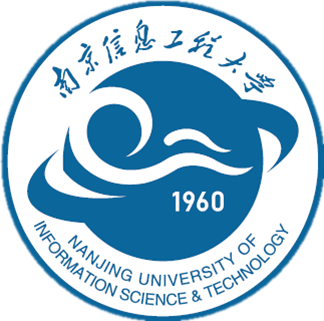 南京信息工程大学
1960
NANJING UNIVERSITY OF
INFORMATION SCIENCE & TECHNOLOGY